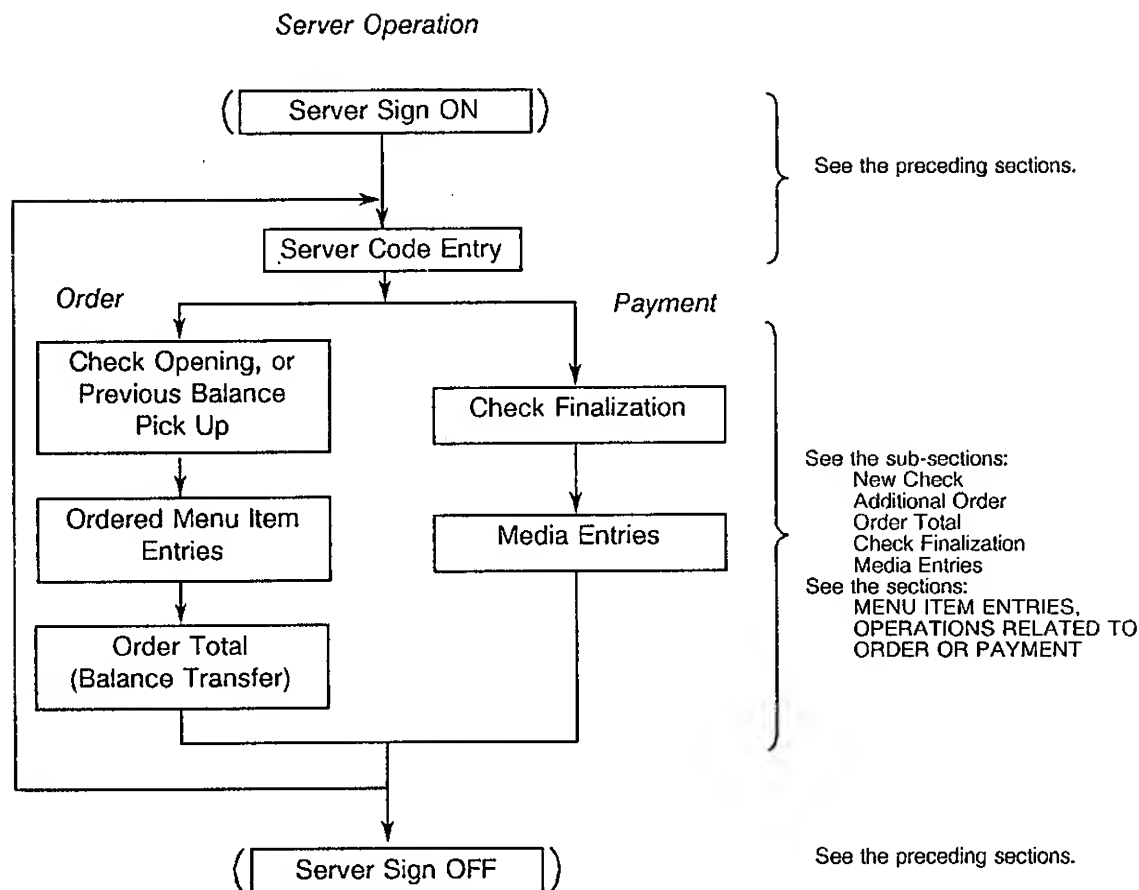 Server Operation
( Server Sign ON )
See the preceding sections.
Server Code Entry
Order
Payment
Check Opening, or
Previous Balance
Pick Up
Check Finalization
See the sub-sections:
New Check
Additional Order
Order Total
Check Finalization
Media Entries
See the sections:
MENU ITEM ENTRIES,
OPERATIONS RELATED TO
ORDER OR PAYMENT
Ordered Menu Item
Entries
Media Entries
Order Total
(Balance Transfer)
( Server Sign OFF )
See the preceding sections.